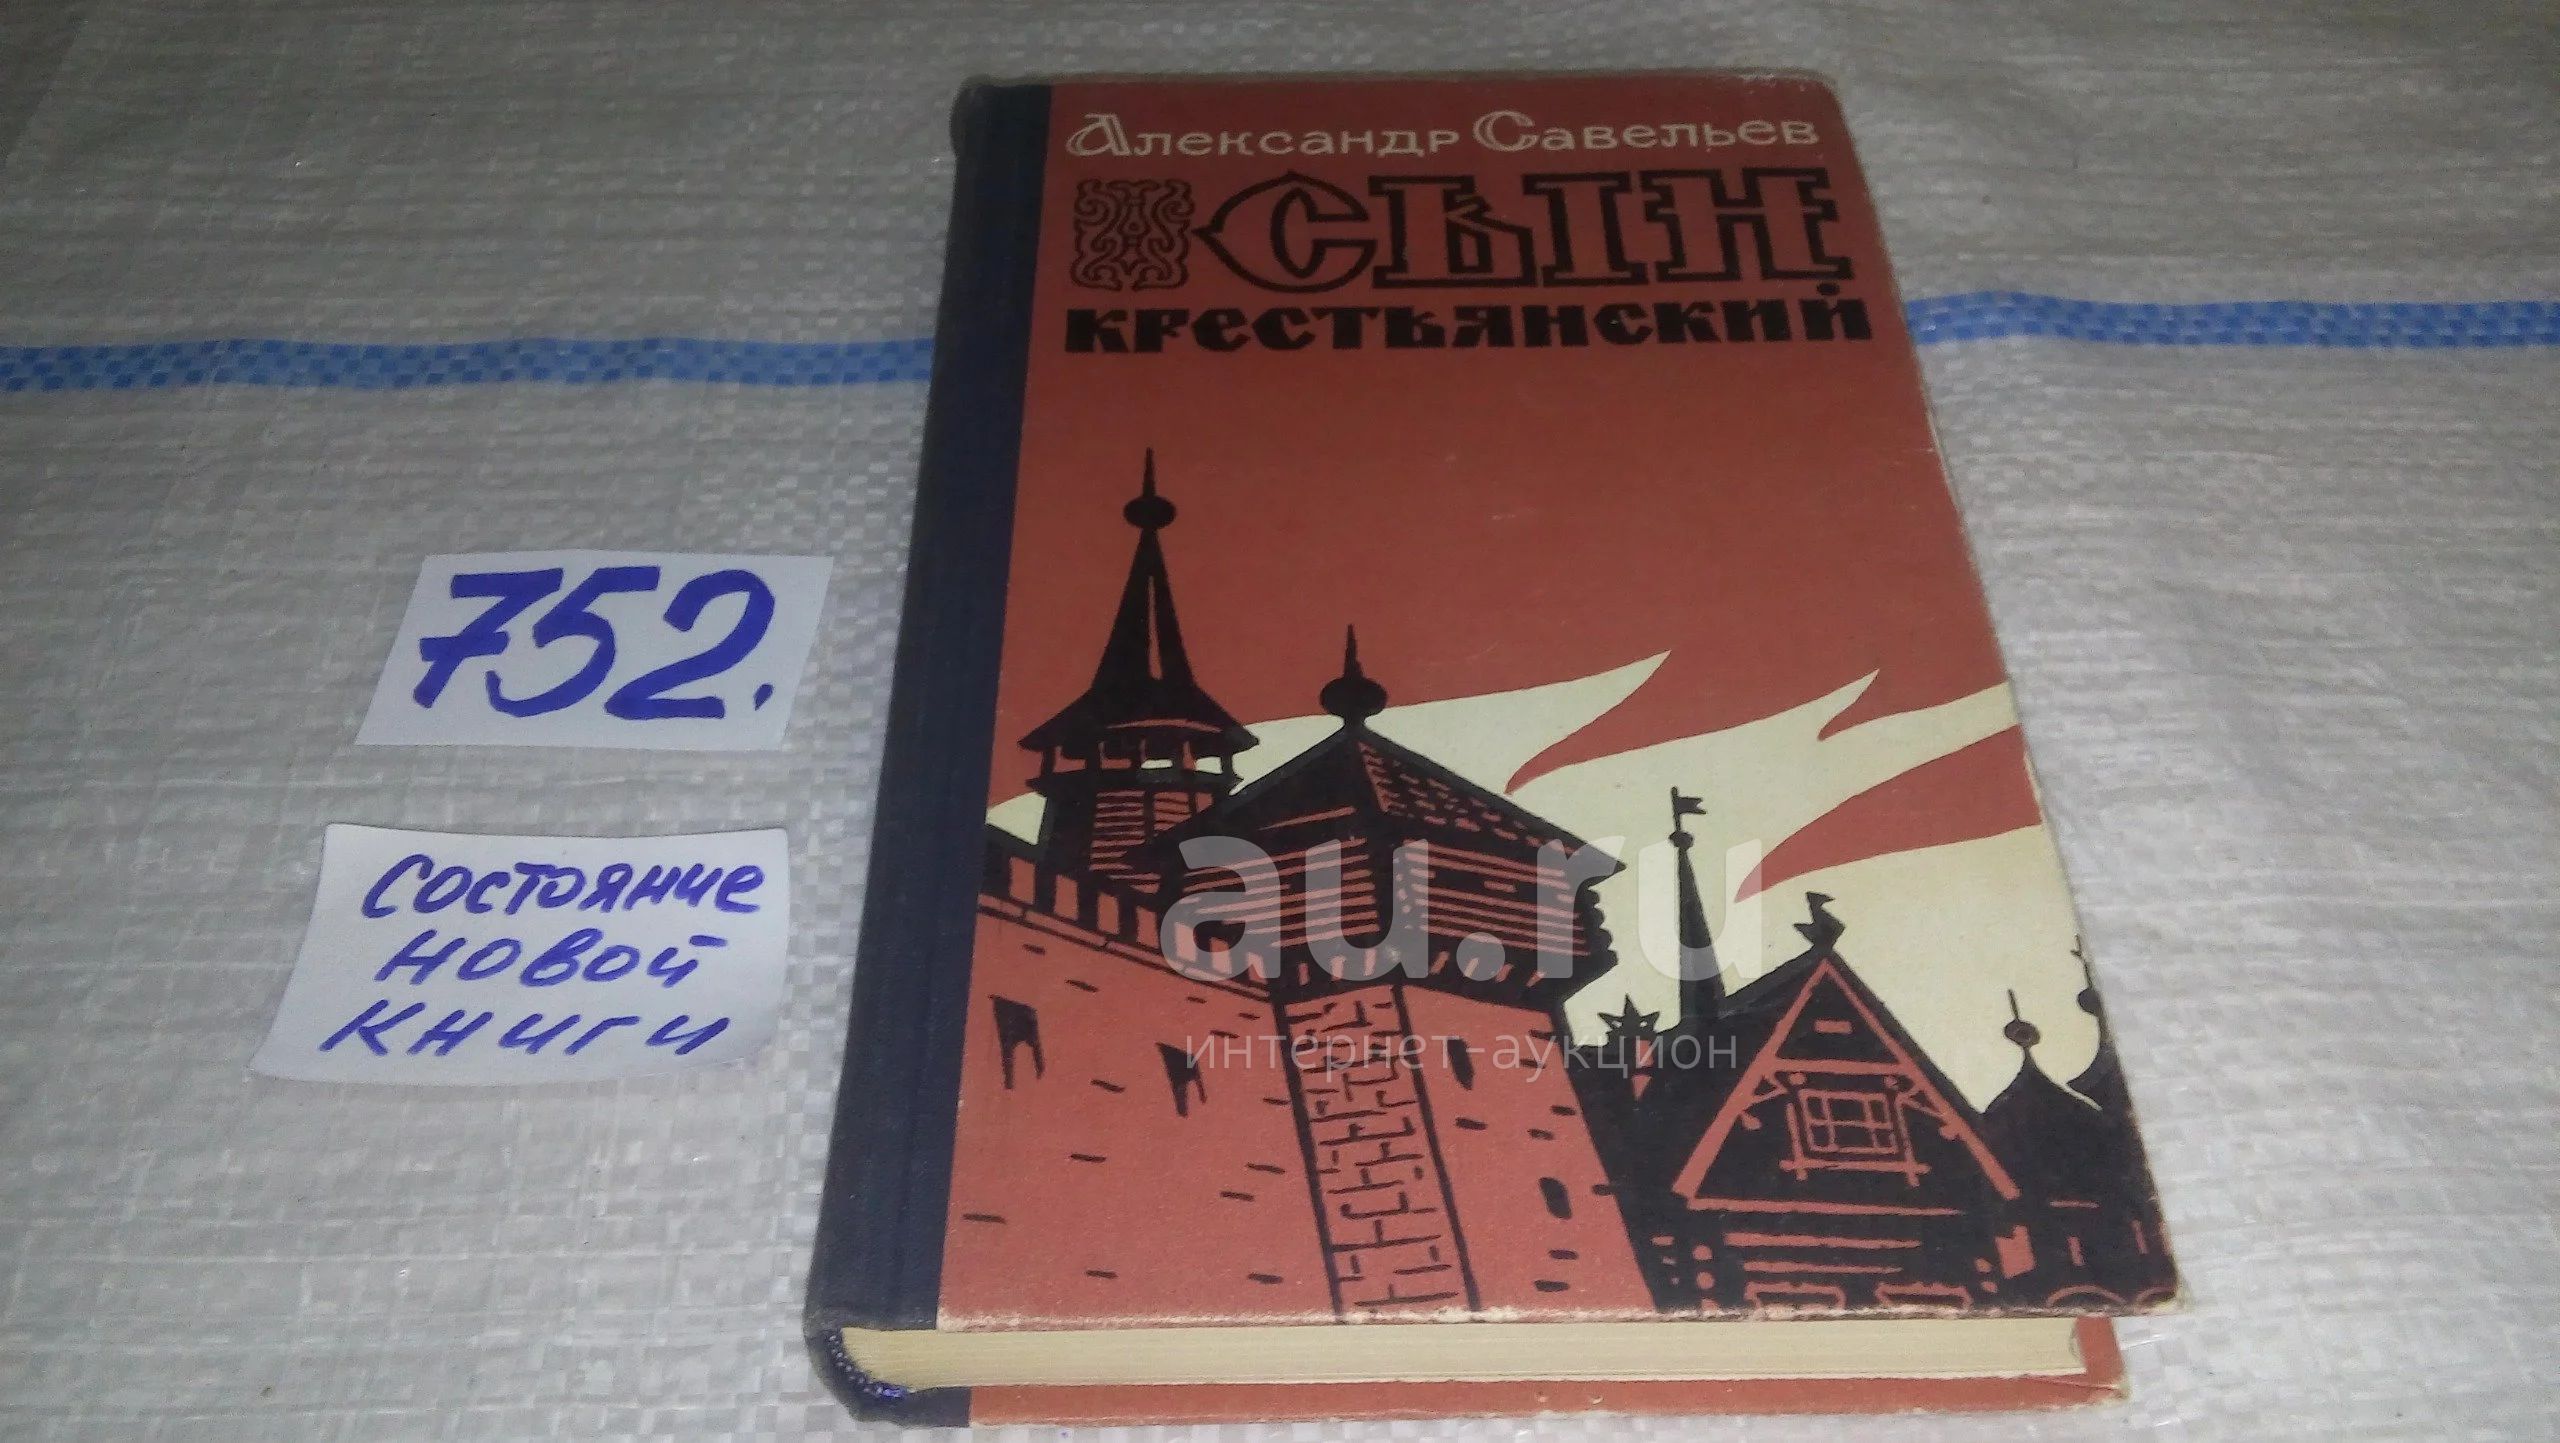 Александр Савельев
СЫН
КРЕСТЬЯНСКИЙ
752.
состояние
новой
книги
au.ru
интернет-аукцион